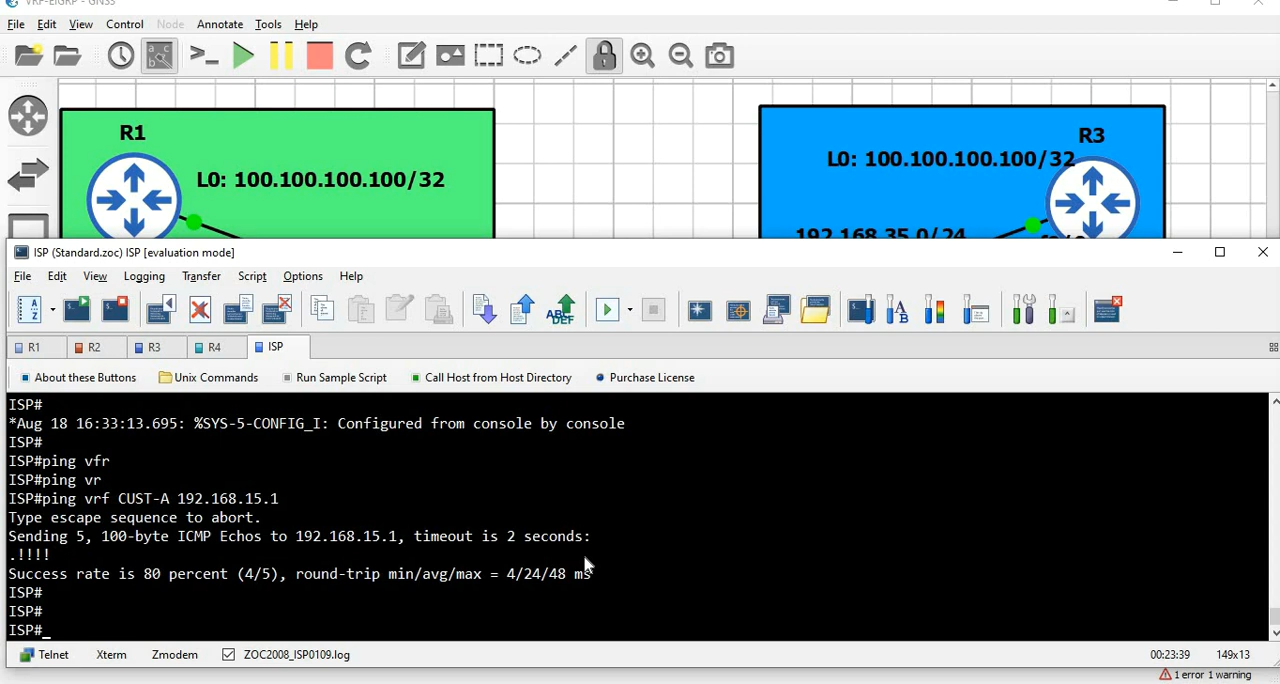 VRF-EIGRP - GNS3
File Edit View Control Node Annotate Tools Help
R1
L0: 100.100.100.100/32
R3
L0: 100.100.100.100/32
192.168.35.0/24
ISP (Standard.zoc) ISP [evaluation mode]
File Edit View Logging Transfer Script Options Help
R1 R2 R3 R4 ISP
About these Buttons Unix Commands Run Sample Script Call Host from Host Directory Purchase License
ISP#
*Aug 18 16:33:13.695: %SYS-5-CONFIG_I: Configured from console by console
ISP#
ISP#ping vfr
ISP#ping vr
ISP#ping vrf CUST-A 192.168.15.1
Type escape sequence to abort.
Sending 5, 100-byte ICMP Echos to 192.168.15.1, timeout is 2 seconds:
.!!!!
Success rate is 80 percent (4/5), round-trip min/avg/max = 4/24/48 ms
ISP#
ISP#
ISP#_
Telnet Xterm Zmodem ZOC2008_ISP0109.log 00:23:39 149x13
1 error 1 warning